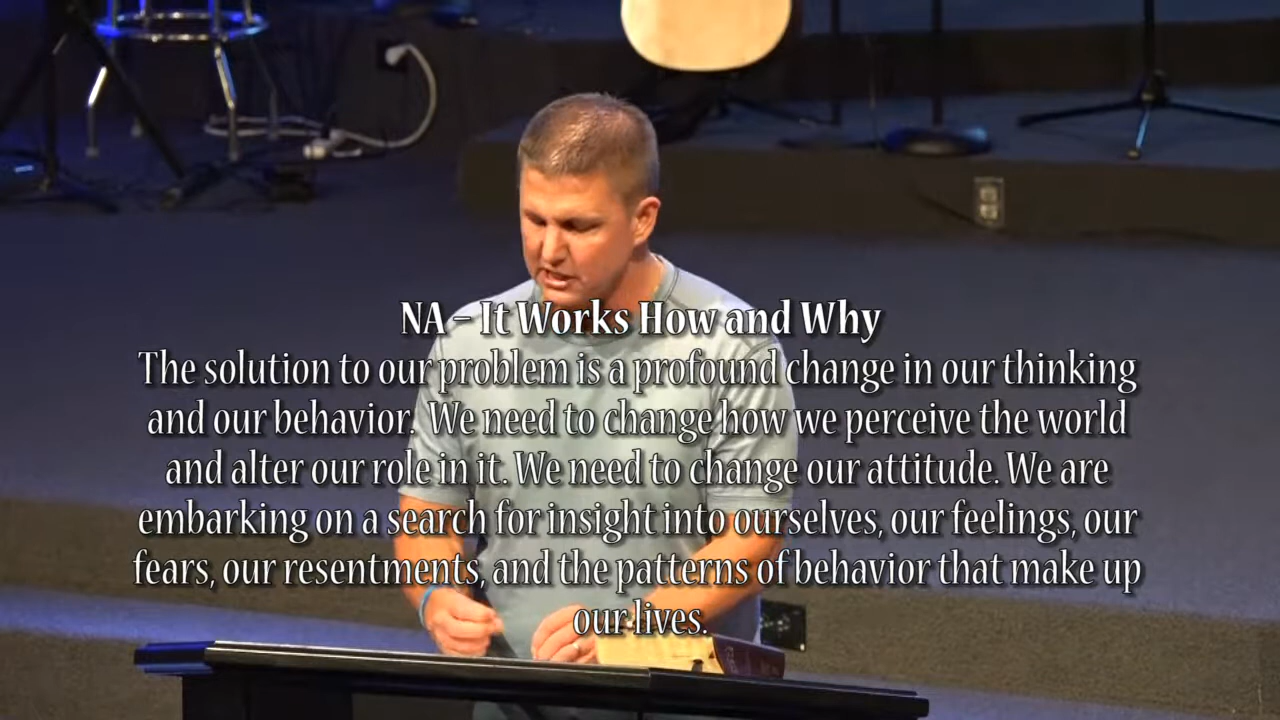 NA – It Works How and Why
The solution to our problem is a profound change in our thinking
and our behavior. We need to change how we perceive the world
and alter our role in it. We need to change our attitude. We are
embarking on a search for insight into ourselves, our feelings, our
fears, our resentments, and the patterns of behavior that make up
our lives.